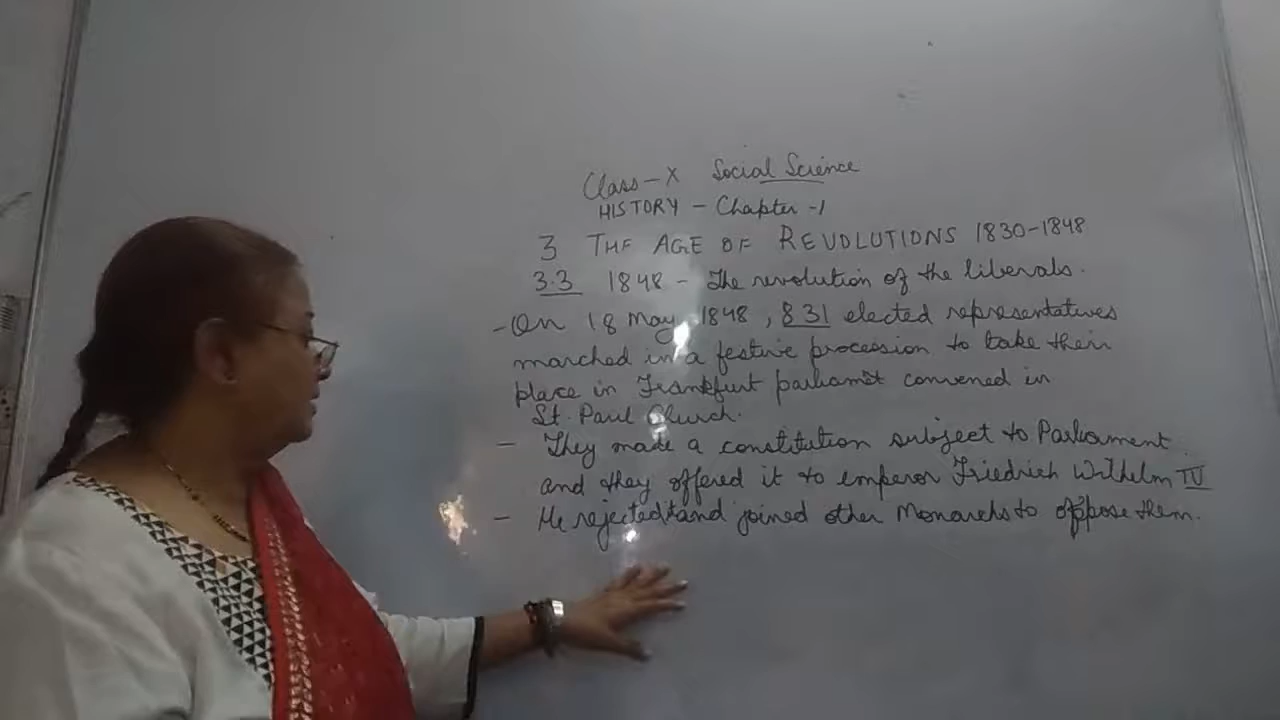 Class-X Social Science
HISTORY - Chapter -1
3 THE AGE OF REVOLUTIONS 1830-1848
3.3 1848 - The revolution of the liberals.
- On 18 May 1848, 831 elected representatives
marched in a festive procession to take their
place in Frankfurt parliament convened in
St. Paul Church.
- They made a constitution subject to Parliament
and they offered it to emperor Friedrich Wilhelm IV
- He rejected it and joined other Monarchs to oppose them.